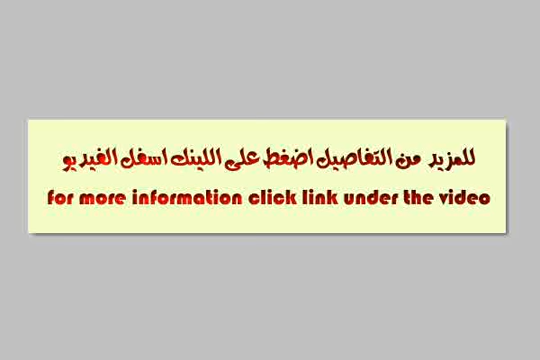 للمزيد من التفاصيل اضغط على اللينك اسفل الفيديو
for more information click link under the video